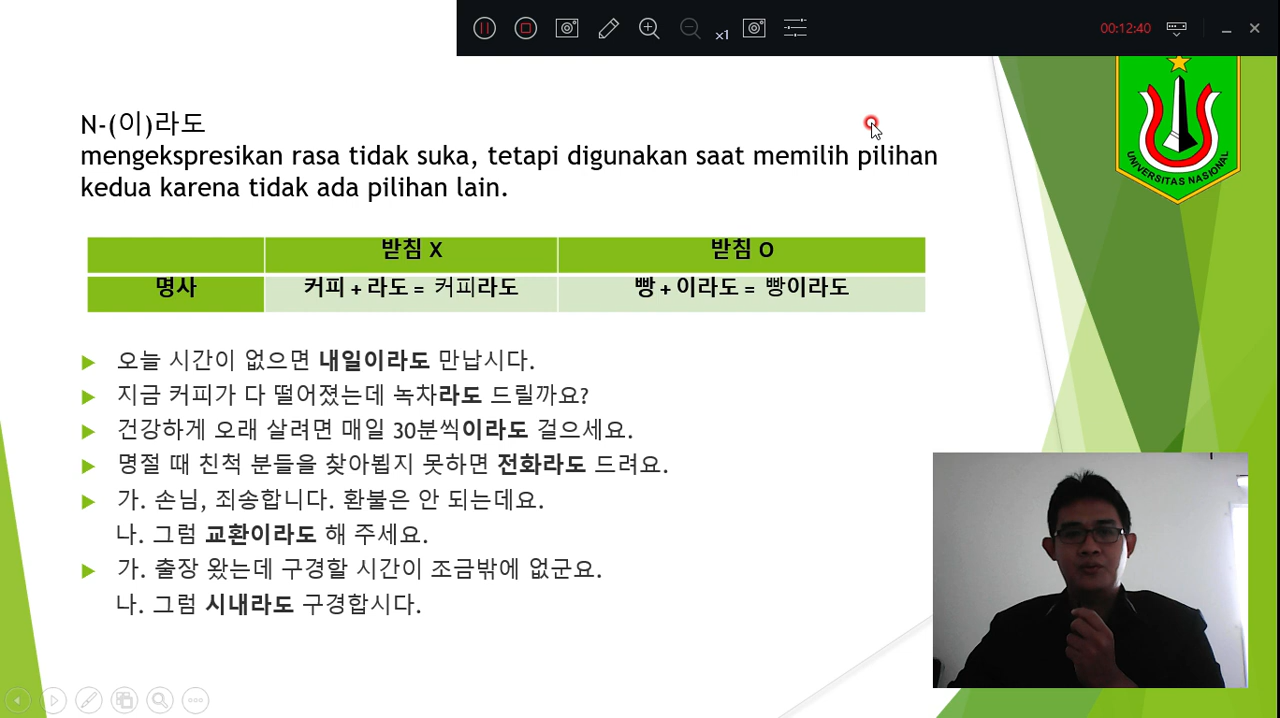 x1
00:12:40
UNIVERSITAS NASIONAL
N-(이)라도
mengekspresikan rasa tidak suka, tetapi digunakan saat memilih pilihan
kedua karena tidak ada pilihan lain.
받침 X 받침 O
명사 커피 + 라도 = 커피라도 빵 + 이라도 = 빵이라도
오늘 시간이 없으면 내일이라도 만납시다.
지금 커피가 다 떨어졌는데 녹차라도 드릴까요?
건강하게 오래 살려면 매일 30분씩이라도 걸으세요.
명절 때 친척 분들을 찾아뵙지 못하면 전화라도 드려요.
가. 손님, 죄송합니다. 환불은 안 되는데요.
나. 그럼 교환이라도 해 주세요.
가. 출장 왔는데 구경할 시간이 조금밖에 없군요.
나. 그럼 시내라도 구경합시다.